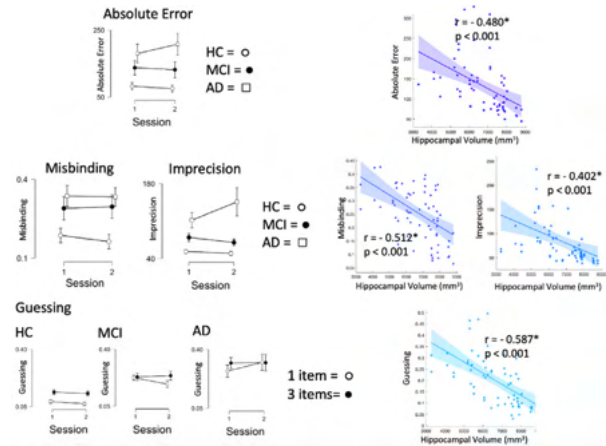 Absolute Error
250
Absolute Error
50
1
2
Session
HC =
MCI =
AD =
r = - 0.480*
p < 0.001
Absolute Error
Hippocampal Volume (mm³)
Misbinding
Imprecision
0.4
Misbinding
0.1
1
2
Session
180
Imprecision
40
1
2
Session
HC =
MCI =
AD =
Misbinding
r = - 0.512*
p < 0.001
Hippocampal Volume (mm³)
Imprecision
r = - 0.402*
p < 0.001
Hippocampal Volume (mm³)
Guessing
HC
MCI
AD
0.40
Guessing
0.05
1
2
Session
0.40
Guessing
0.05
1
2
Session
0.40
Guessing
0.05
1
2
Session
1 item =
3 items=
r = - 0.587*
p < 0.001
Guessing
Hippocampal Volume (mm³)